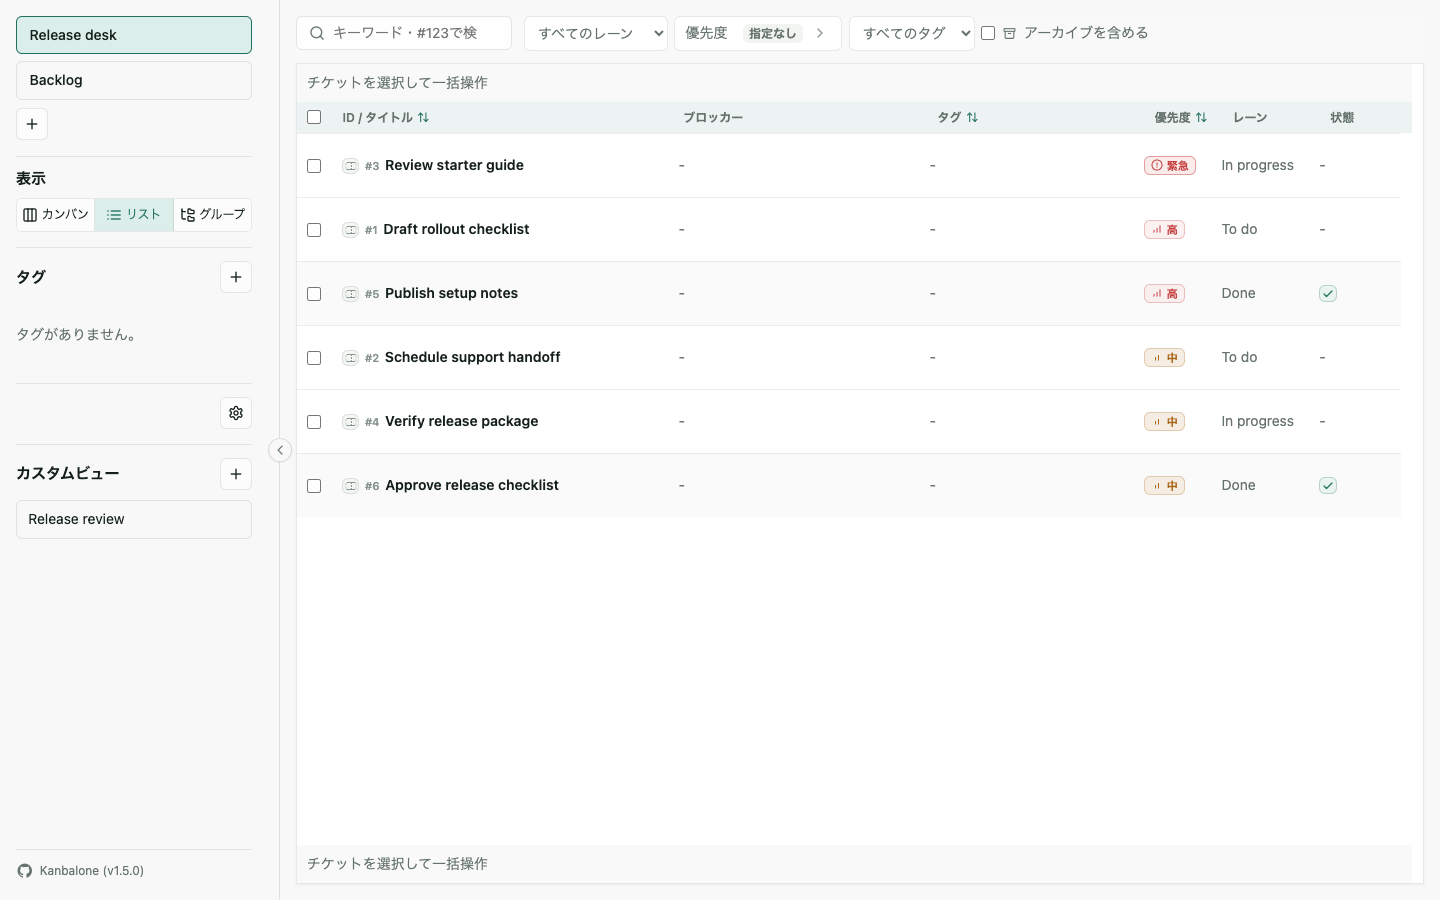 Release desk
Backlog
表示
カンバン リスト グループ
タグ
タグがありません。
カスタムビュー
Release review
Kanbalone (v1.5.0)
キーワード・#123で検 すべてのレーン 優先度 指定なし すべてのタグ アーカイブを含める
チケットを選択して一括操作
ID / タイトル ブロッカー タグ 優先度 レーン 状態
#3 Review starter guide - - 緊急 In progress -
#1 Draft rollout checklist - - 高 To do -
#5 Publish setup notes - - 高 Done
#2 Schedule support handoff - - 中 To do -
#4 Verify release package - - 中 In progress -
#6 Approve release checklist - - 中 Done
チケットを選択して一括操作